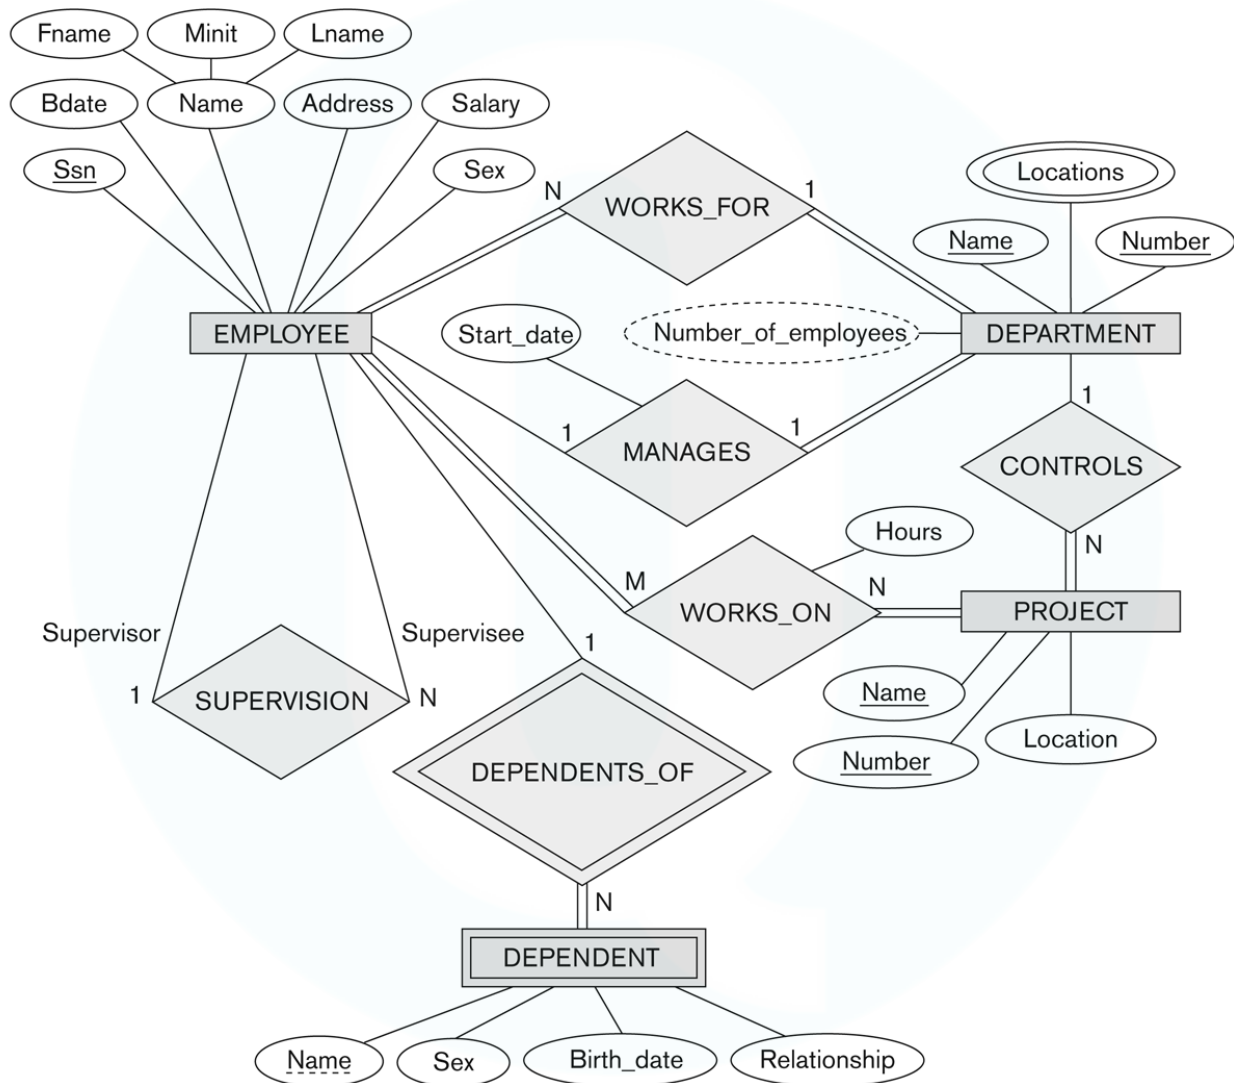 Fname
Minit
Lname
Bdate
Name
Address
Salary
Ssn
Sex
N
WORKS_FOR
1
Locations
Name
Number
EMPLOYEE
Start_date
Number_of_employees
DEPARTMENT
1
MANAGES
1
1
CONTROLS
N
Hours
M
WORKS_ON
N
PROJECT
Supervisor
Supervisee
1
SUPERVISION
N
1
Name
Number
Location
DEPENDENTS_OF
N
DEPENDENT
Name
Sex
Birth_date
Relationship